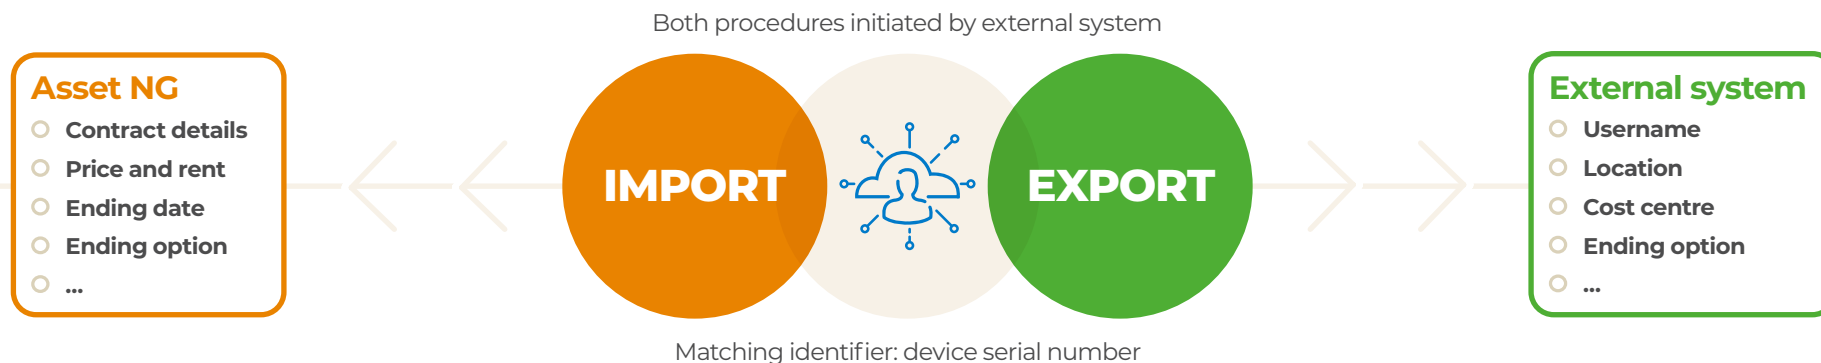 Both procedures initiated by external system
Asset NG
Contract details
Price and rent
Ending date
Ending option
...
IMPORT
EXPORT
External system
Username
Location
Cost centre
Ending option
...
Matching identifier: device serial number